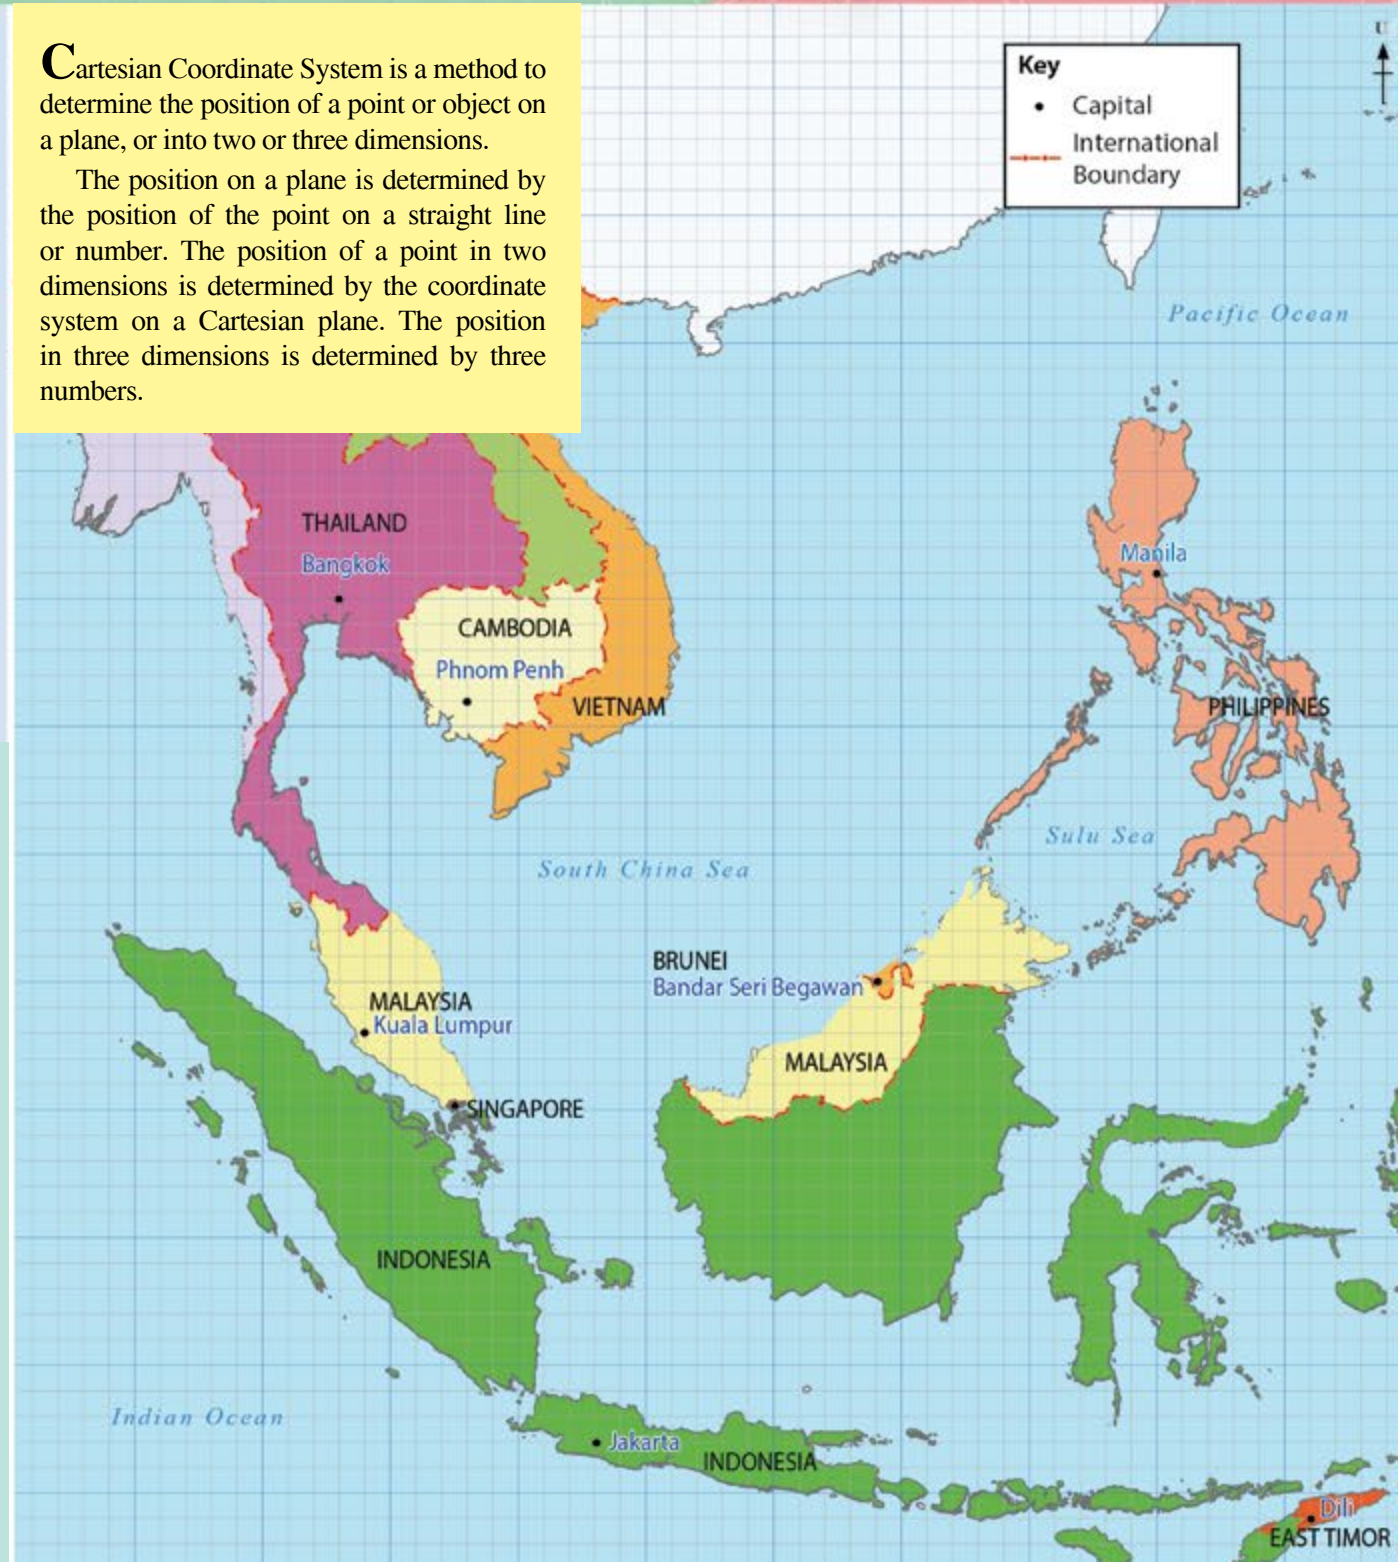 Cartesian Coordinate System is a method to
determine the position of a point or object on
a plane, or into two or three dimensions.
The position on a plane is determined by
the position of the point on a straight line
or number. The position of a point in two
dimensions is determined by the coordinate
system on a Cartesian plane. The position
in three dimensions is determined by three
numbers.
Key
Capital
International
Boundary
U
Pacific Ocean
THAILAND
Bangkok
Manila
CAMBODIA
Phnom Penh
VIETNAM
PHILIPPINES
Sulu Sea
South China Sea
BRUNEI
Bandar Seri Begawan
MALAYSIA
Kuala Lumpur
MALAYSIA
SINGAPORE
INDONESIA
Indian Ocean
Jakarta
INDONESIA
Dili
EAST TIMOR